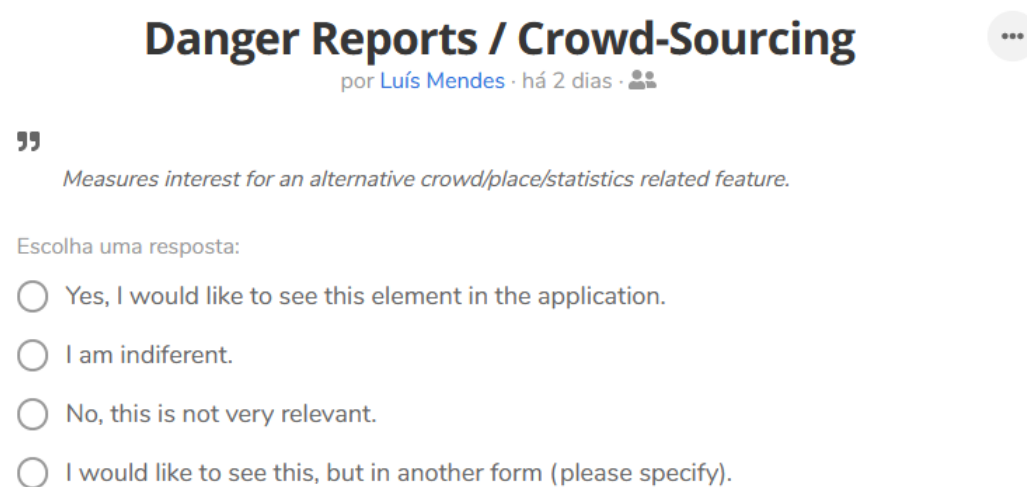 Danger Reports / Crowd-Sourcing
por Luís Mendes · há 2 dias ·
Measures interest for an alternative crowd/place/statistics related feature.
Escolha uma resposta:
Yes, I would like to see this element in the application.
I am indiferent.
No, this is not very relevant.
I would like to see this, but in another form (please specify).